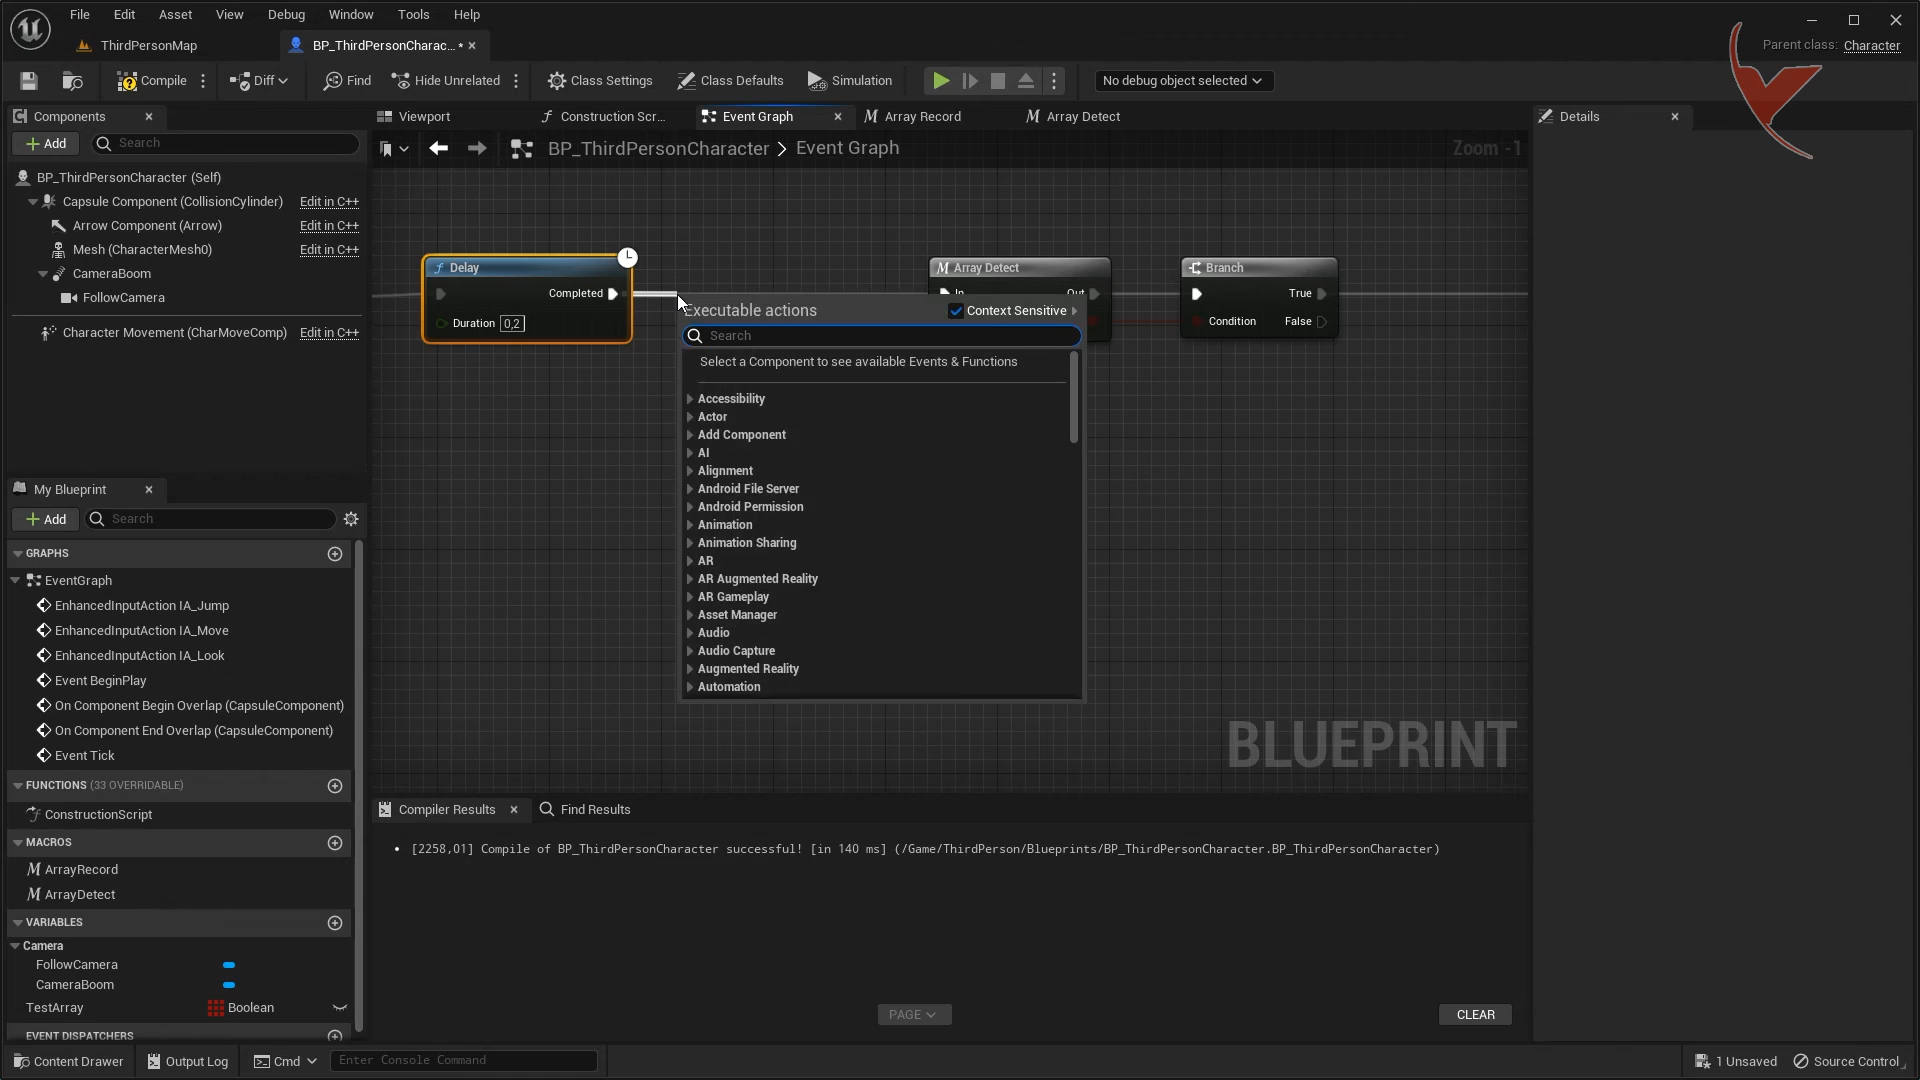 File Edit Asset View Debug Window Tools Help
ThirdPersonMap
BP_ThirdPersonCharac... •
Parent class: Character
Compile
Diff
Find
Hide Unrelated
Class Settings
Class Defaults
Simulation
No debug object selected
Components
Add
Search
BP_ThirdPersonCharacter (Self)
Capsule Component (CollisionCylinder) Edit in C++
Arrow Component (Arrow) Edit in C++
Mesh (CharacterMesh0) Edit in C++
CameraBoom
FollowCamera
Character Movement (CharMoveComp) Edit in C++
Viewport
Construction Scr...
Event Graph
Array Record
Array Detect
Details
BP_ThirdPersonCharacter > Event Graph
Zoom -1
Delay
Completed
Duration 0,2
Array Detect
In Out
Branch
True
Condition False
Executable actions
Context Sensitive
Search
Select a Component to see available Events & Functions
Accessibility
Actor
Add Component
AI
Alignment
Android File Server
Android Permission
Animation
Animation Sharing
AR
AR Augmented Reality
AR Gameplay
Asset Manager
Audio
Audio Capture
Augmented Reality
Automation
BLUEPRINT
My Blueprint
Add
Search
GRAPHS
EventGraph
EnhancedInputAction IA_Jump
EnhancedInputAction IA_Move
EnhancedInputAction IA_Look
Event BeginPlay
On Component Begin Overlap (CapsuleComponent)
On Component End Overlap (CapsuleComponent)
Event Tick
FUNCTIONS (33 OVERRIDABLE)
ConstructionScript
MACROS
ArrayRecord
ArrayDetect
VARIABLES
Camera
FollowCamera
CameraBoom
TestArray Boolean
EVENT DISPATCHERS
Compiler Results
Find Results
• [2258,01] Compile of BP_ThirdPersonCharacter successful! [in 140 ms] (/Game/ThirdPerson/Blueprints/BP_ThirdPersonCharacter.BP_ThirdPersonCharacter)
PAGE
CLEAR
Content Drawer
Output Log
Cmd
Enter Console Command
1 Unsaved
Source Control